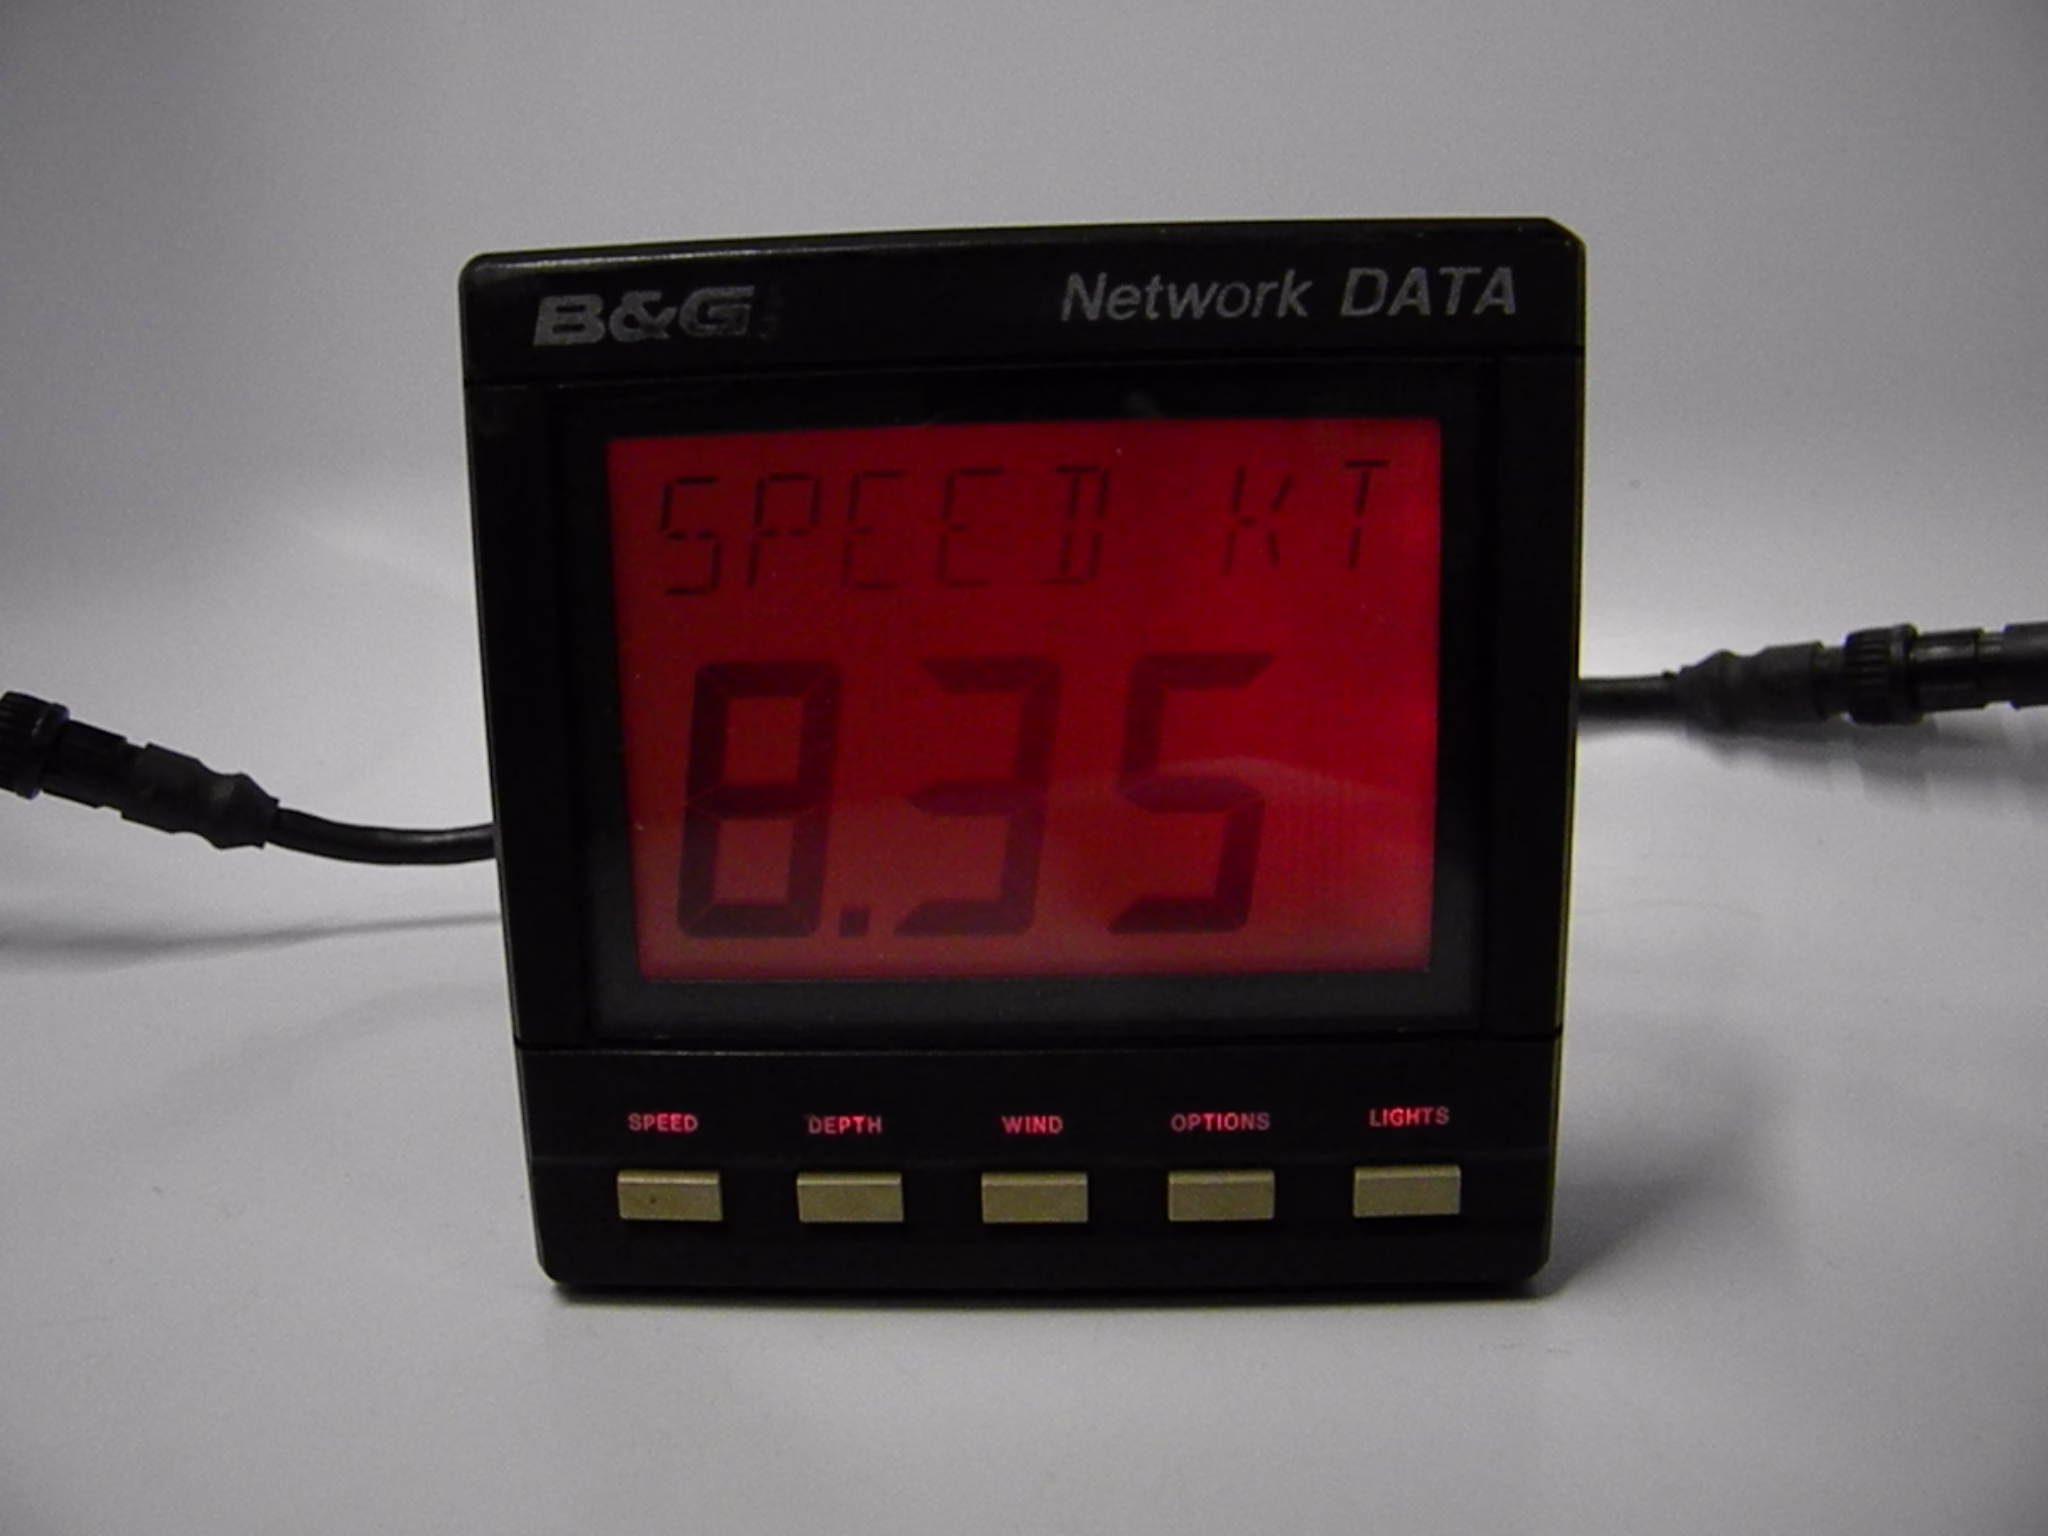 B&G Network DATA
SPEED KT
8.35
SPEED DEPTH WIND OPTIONS LIGHTS